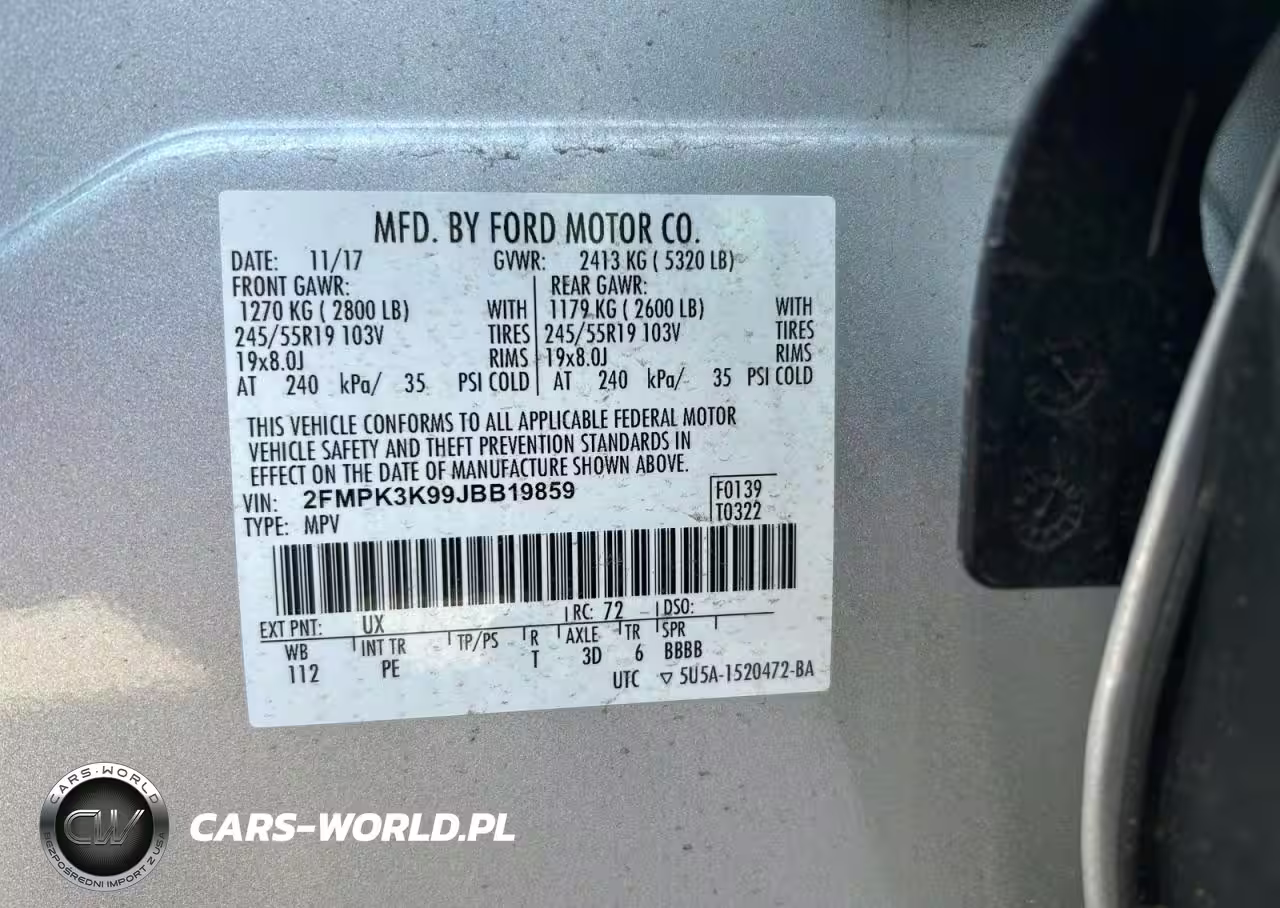 MFD. BY FORD MOTOR CO.
DATE: 11/17 GVWR: 2413 KG ( 5320 LB)
FRONT GAWR: REAR GAWR:
1270 KG ( 2800 LB) WITH 1179 KG ( 2600 LB) WITH
245/55R19 103V TIRES 245/55R19 103V TIRES
19x8.0J RIMS 19x8.0J RIMS
AT 240 kPa/ 35 PSI COLD AT 240 kPa/ 35 PSI COLD
THIS VEHICLE CONFORMS TO ALL APPLICABLE FEDERAL MOTOR
VEHICLE SAFETY AND THEFT PREVENTION STANDARDS IN
EFFECT ON THE DATE OF MANUFACTURE SHOWN ABOVE.
VIN: 2FMPK3K99JBB19859 F0139
TYPE: MPV T0322
EXT PNT: UX RC: 72 DSO:
WB INT TR TP/PS R AXLE TR SPR
112 PE T 3D 6 BBBB
UTC ▽ 5U5A-1520472-BA
CARS-WORLD
CW
BEZPOŚREDNI IMPORT Z USA
CARS-WORLD.PL